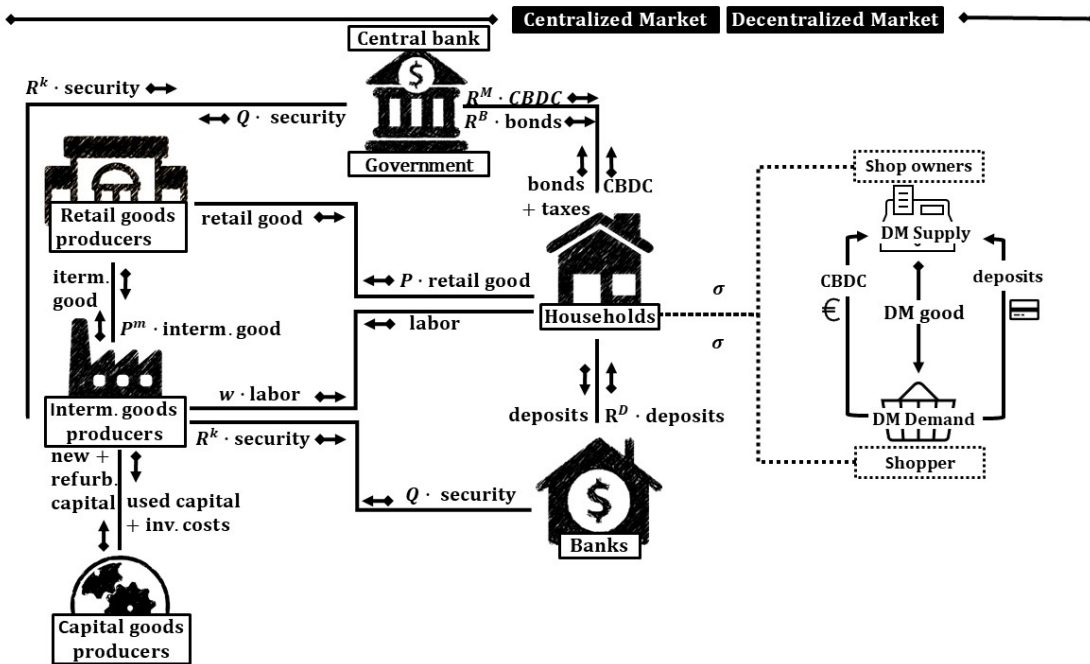 Centralized Market
Decentralized Market
Central bank
$
Government
R^k · security
Q · security
R^M · CBDC
R^B · bonds
bonds
+ taxes
CBDC
Retail goods
producers
retail good
P · retail good
iterm.
good
P^m · interm. good
labor
Households
σ
σ
Shop owners
DM Supply
CBDC
€
deposits
DM good
DM Demand
Shopper
Interm. goods
producers
w · labor
R^k · security
deposits
R^D · deposits
Q · security
$
Banks
new +
refurb.
capital
used capital
+ inv. costs
Capital goods
producers